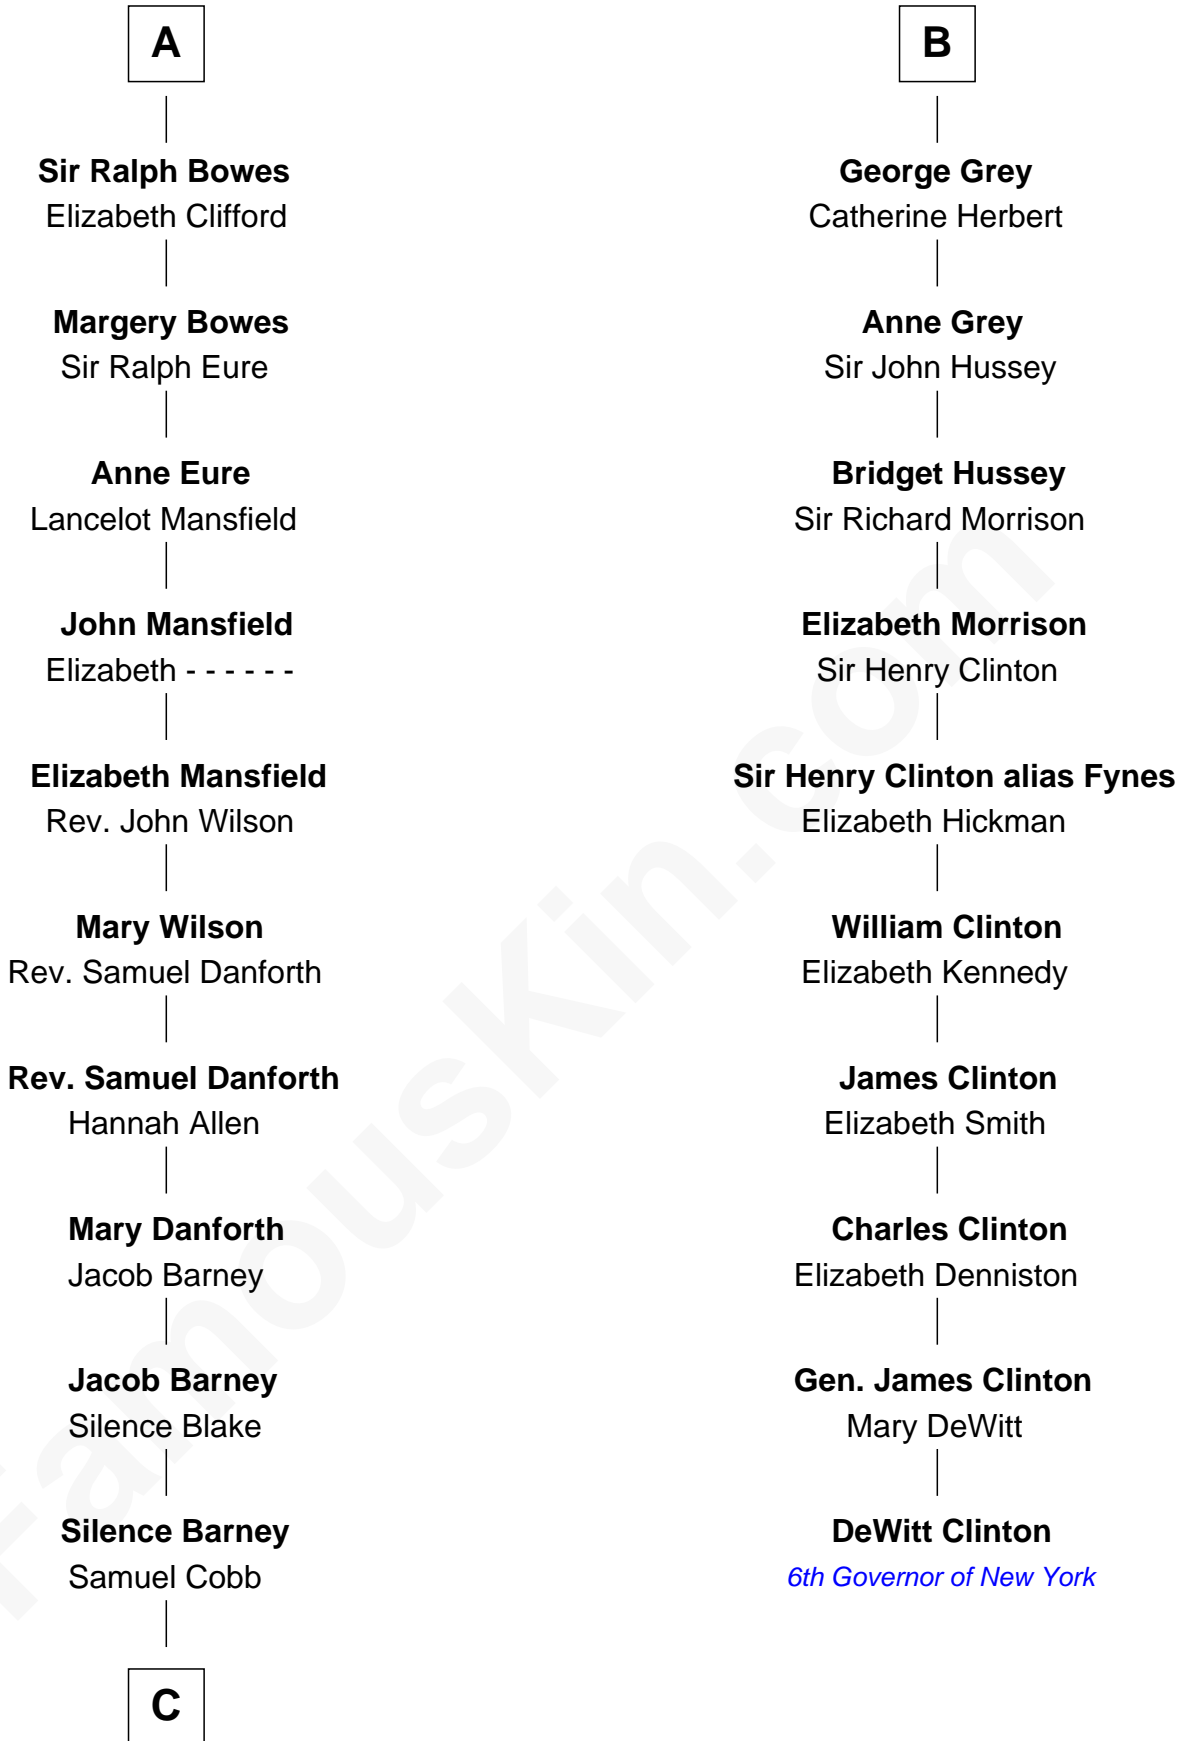 A
Sir Ralph Bowes
Elizabeth Clifford
Margery Bowes
Sir Ralph Eure
Anne Eure
Lancelot Mansfield
John Mansfield
Elizabeth - - - - - -
Elizabeth Mansfield
Rev. John Wilson
Mary Wilson
Rev. Samuel Danforth
Rev. Samuel Danforth
Hannah Allen
Mary Danforth
Jacob Barney
Jacob Barney
Silence Blake
Silence Barney
Samuel Cobb
C
B
George Grey
Catherine Herbert
Anne Grey
Sir John Hussey
Bridget Hussey
Sir Richard Morrison
Elizabeth Morrison
Sir Henry Clinton
Sir Henry Clinton alias Fynes
Elizabeth Hickman
William Clinton
Elizabeth Kennedy
James Clinton
Elizabeth Smith
Charles Clinton
Elizabeth Denniston
Gen. James Clinton
Mary DeWitt
DeWitt Clinton
6th Governor of New York
FamousKin.com